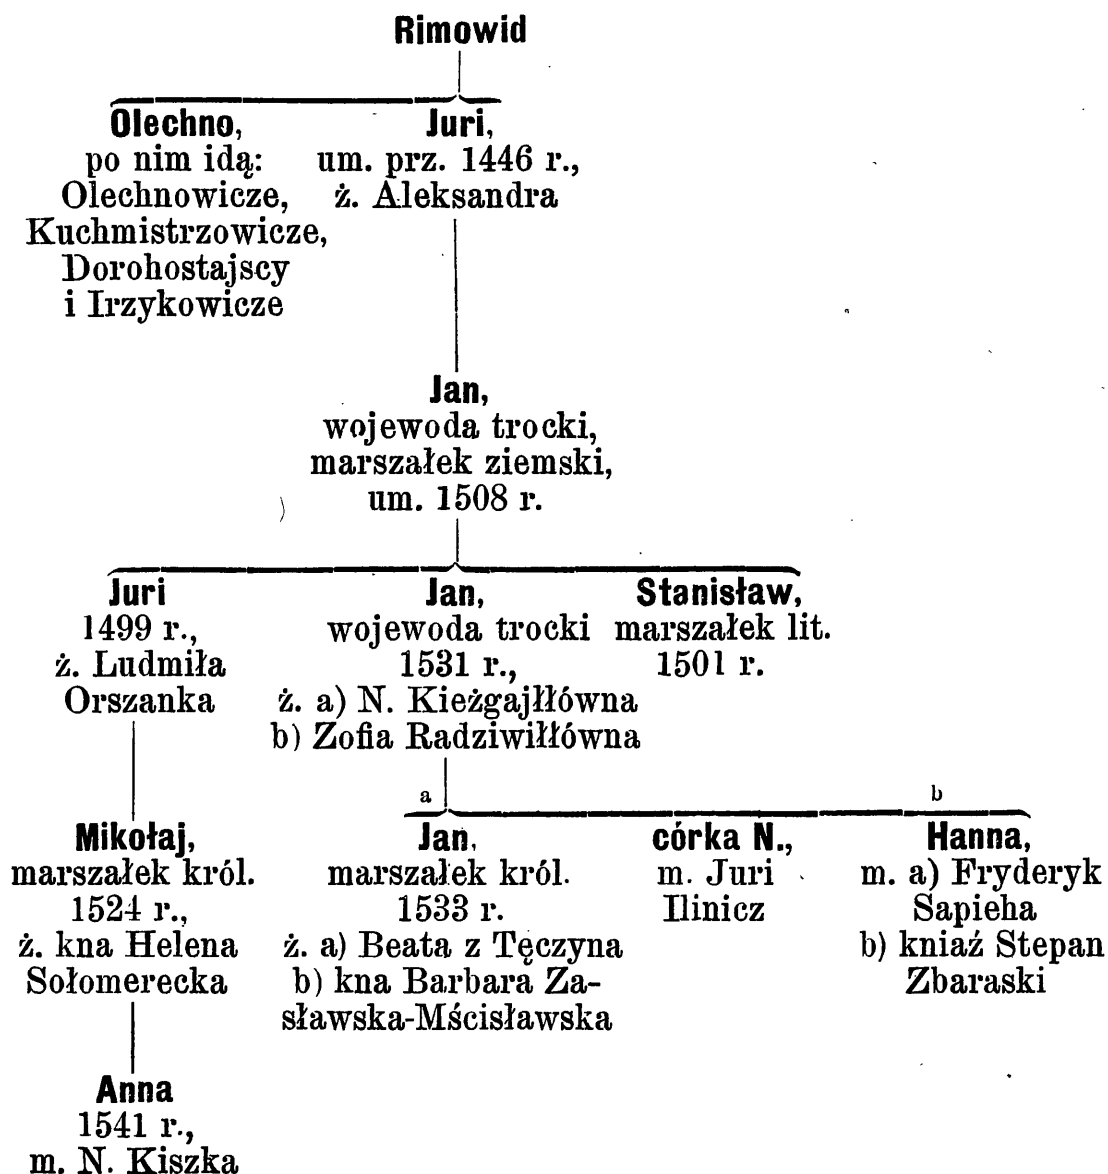 Rimowid
Olechno,
po nim idą:
Olechnowicze,
Kuchmistrzowicze,
Dorohostajscy
i Irzykowicze
Juri,
um. prz. 1446 r.,
ż. Aleksandra
Jan,
wojewoda trocki,
marszałek ziemski,
um. 1508 r.
Juri
1499 r.,
ż. Ludmiła
Orszanka
Jan,
wojewoda trocki
1531 r.,
ż. a) N. Kieżgajłłówna
b) Zofia Radziwiłłówna
Stanisław,
marszałek lit.
1501 r.
Mikołaj,
marszałek król.
1524 r.,
ż. kna Helena
Sołomerecka
a
Jan,
marszałek król.
1533 r.
ż. a) Beata z Tęczyna
b) kna Barbara Za-
sławska-Mścisławska
córka N.,
m. Juri
Ilinicz
b
Hanna,
m. a) Fryderyk
Sapieha
b) kniaź Stepan
Zbaraski
Anna
1541 r.,
m. N. Kiszka